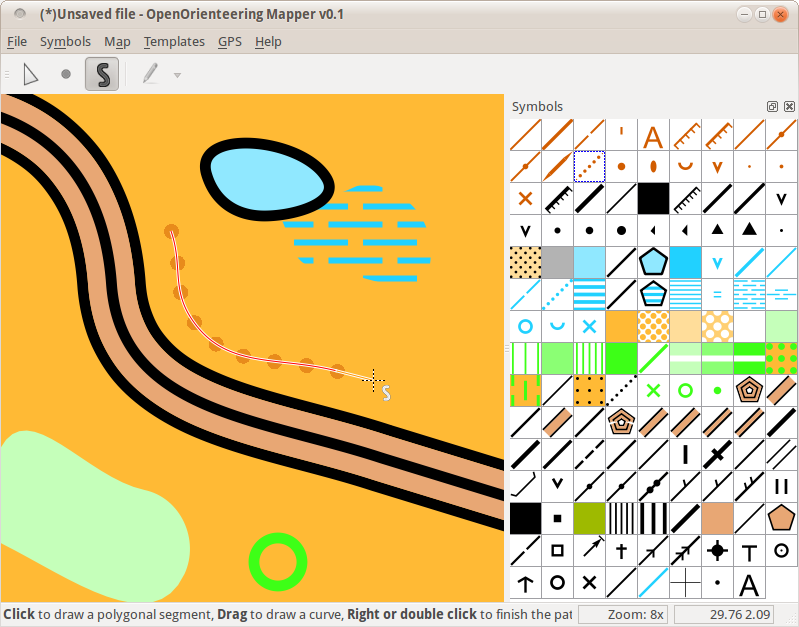 (*)Unsaved file - OpenOrienteering Mapper v0.1
File Symbols Map Templates GPS Help
Symbols
A
A
Click to draw a polygonal segment, Drag to draw a curve, Right or double click to finish the pat
Zoom: 8x
29.76 2.09